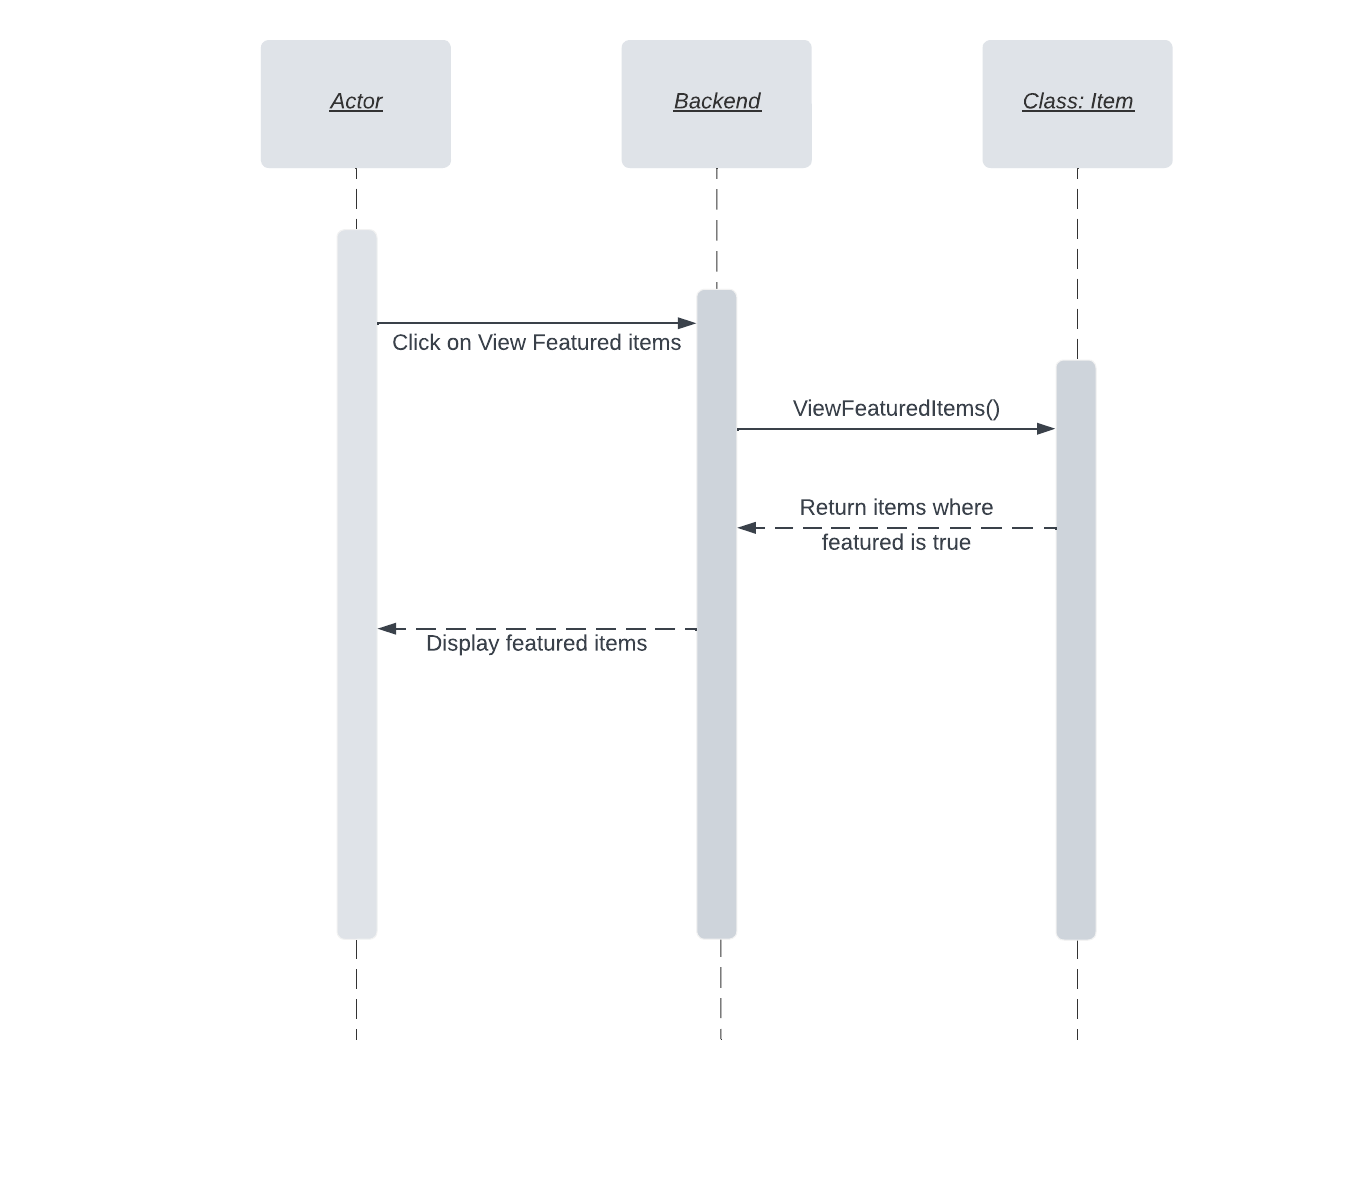 Actor
Backend
Class: Item
Click on View Featured items
ViewFeaturedItems()
Return items where
featured is true
Display featured items